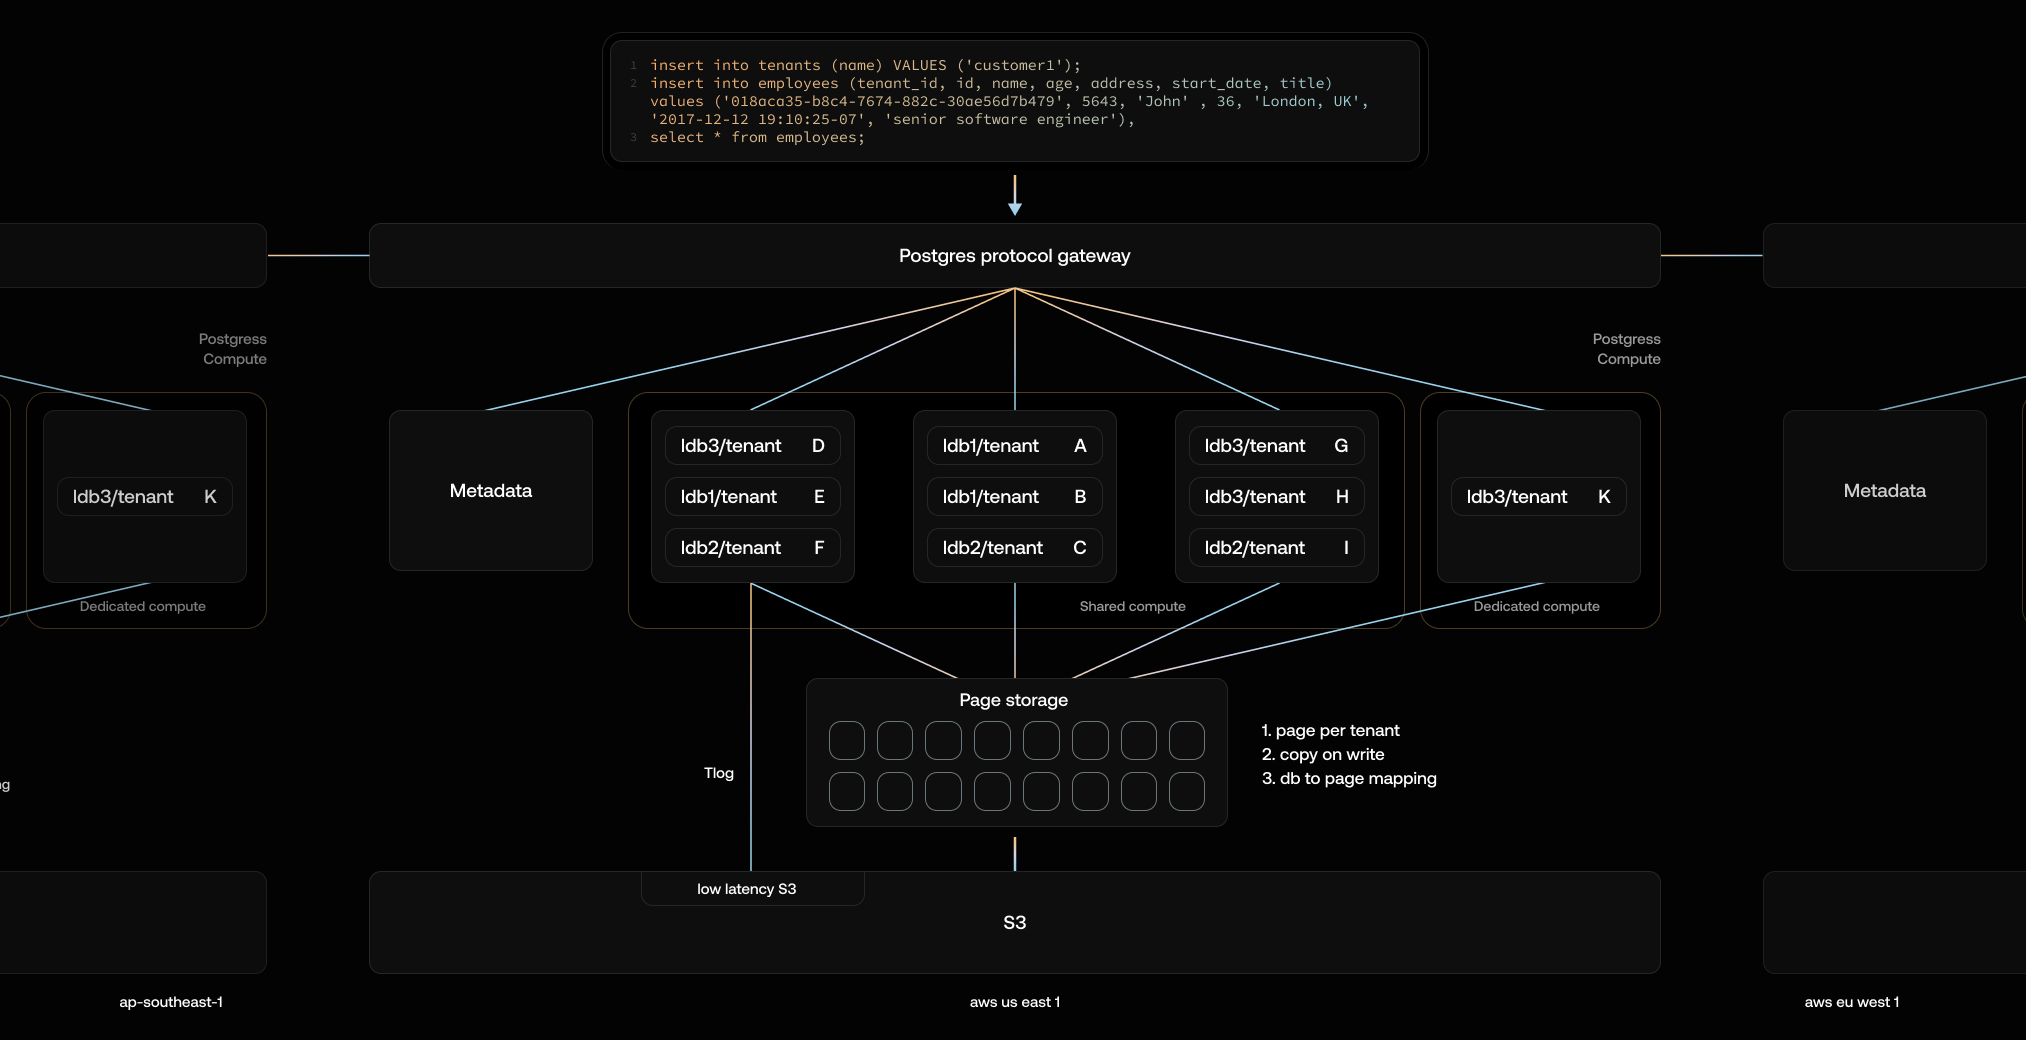 1 insert into tenants (name) VALUES ('customer1');
2 insert into employees (tenant_id, id, name, age, address, start_date, title)
values ('018aca35-b8c4-7674-882c-30ae56d7b479', 5643, 'John' , 36, 'London, UK',
'2017-12-12 19:10:25-07', 'senior software engineer'),
3 select * from employees;
Postgres protocol gateway
Postgress
Compute
Postgress
Compute
ldb3/tenant K
Dedicated compute
Metadata
ldb3/tenant D
ldb1/tenant E
ldb2/tenant F
ldb1/tenant A
ldb1/tenant B
ldb2/tenant C
ldb3/tenant G
ldb3/tenant H
ldb2/tenant I
Shared compute
ldb3/tenant K
Dedicated compute
Metadata
Page storage
1. page per tenant
2. copy on write
3. db to page mapping
Tlog
low latency S3
S3
ap-southeast-1
aws us east 1
aws eu west 1